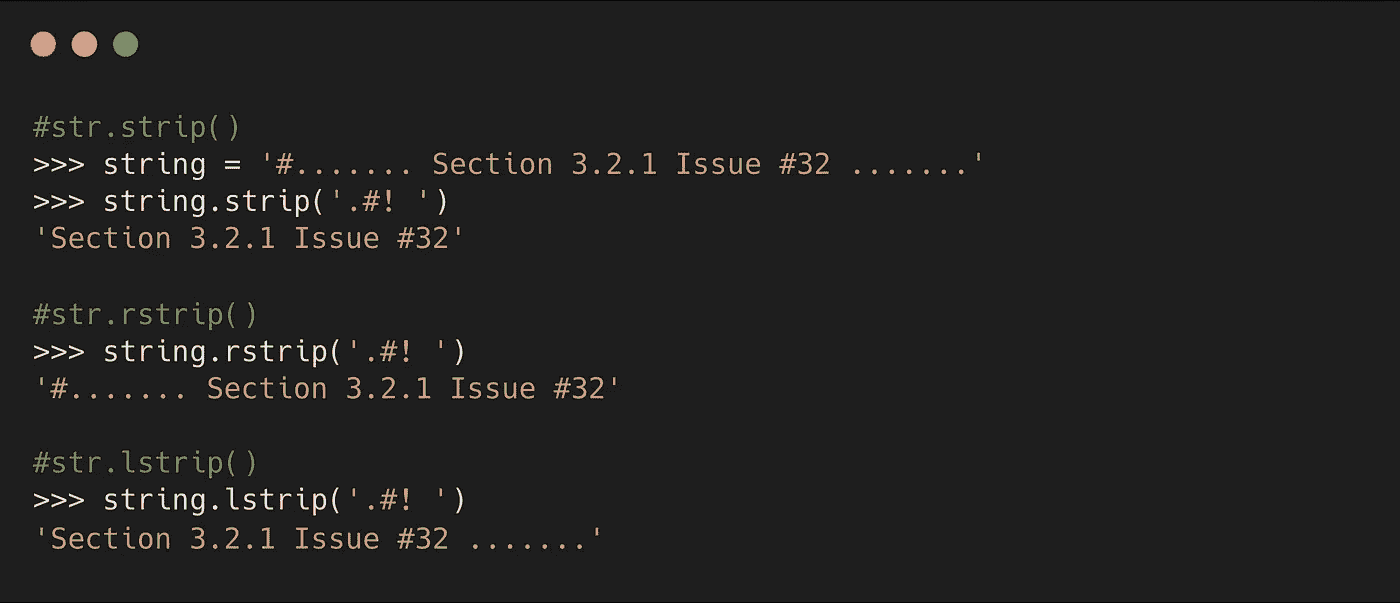 #str.strip()
>>> string = '#....... Section 3.2.1 Issue #32 .......'
>>> string.strip('.#! ')
'Section 3.2.1 Issue #32'
#str.rstrip()
>>> string.rstrip('.#! ')
'#....... Section 3.2.1 Issue #32'
#str.lstrip()
>>> string.lstrip('.#! ')
'Section 3.2.1 Issue #32 .......'